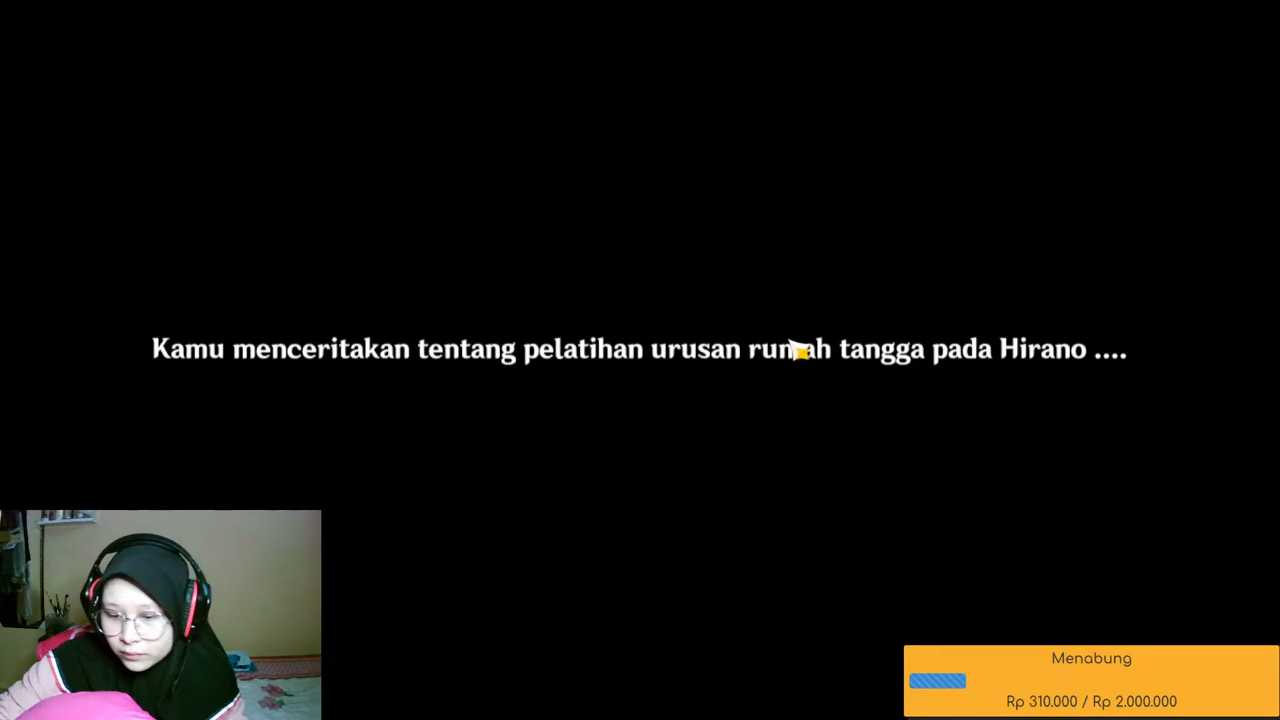 Kamu menceritakan tentang pelatihan urusan rumah tangga pada Hirano ....
Menabung
Rp 310.000 / Rp 2.000.000